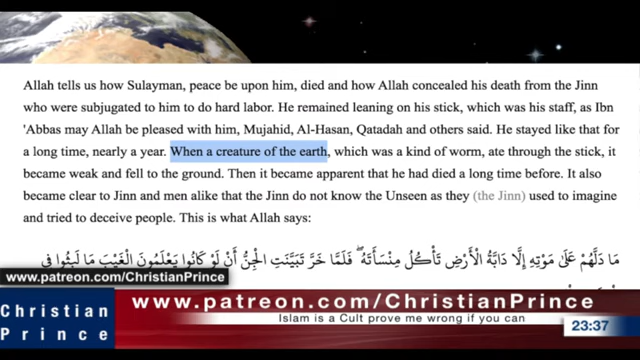 Allah tells us how Sulayman, peace be upon him, died and how Allah concealed his death from the Jinn
who were subjugated to him to do hard labor. He remained leaning on his stick, which was his staff, as Ibn
'Abbas may Allah be pleased with him, Mujahid, Al-Hasan, Qatadah and others said. He stayed like that for
a long time, nearly a year. When a creature of the earth, which was a kind of worm, ate through the stick, it
became weak and fell to the ground. Then it became apparent that he had died a long time before. It also
became clear to Jinn and men alike that the Jinn do not know the Unseen as they (the Jinn) used to imagine
and tried to deceive people. This is what Allah says:
مَا دَلَّهُمْ عَلَىٰ مَوْتِهِ إِلَّا دَابَّةُ الْأَرْضِ تَأْكُلُ مِنْسَأَتَهُ ۖ فَلَمَّا خَرَّ تَبَيَّنَتِ الْجِنُّ أَنْ لَوْ كَانُوا يَعْلَمُونَ الْغَيْبَ مَا لَبِثُوا فِي
www.patreon.com/ChristianPrince
Christian
Prince
www.patreon.com/ChristianPrince
Islam is a Cult prove me wrong if you can
23:37